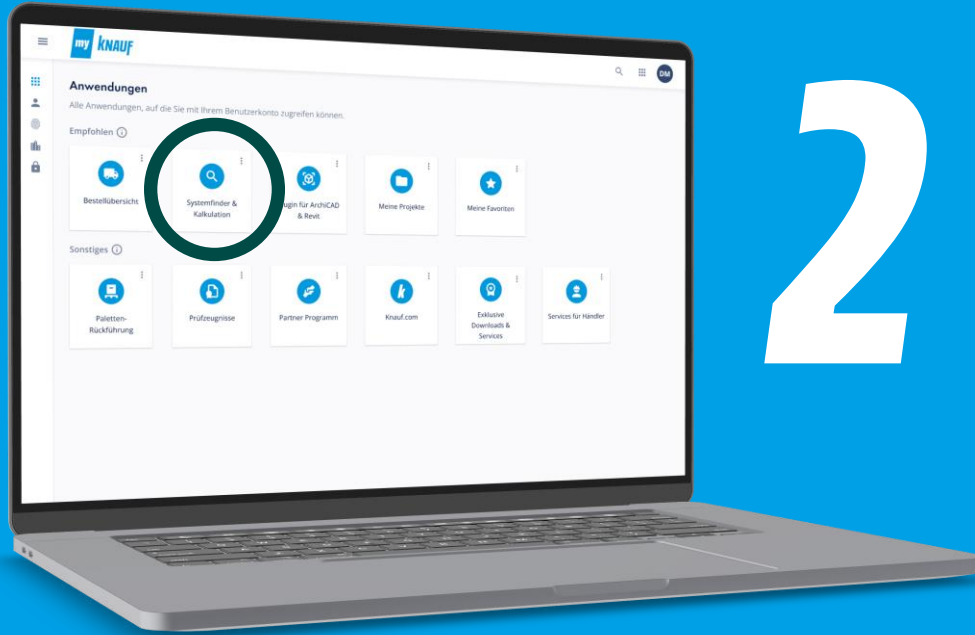 my KNAUF
DM
Anwendungen
Alle Anwendungen, auf die Sie mit Ihrem Benutzerkonto zugreifen können.
Empfohlen
Bestellübersicht
Systemfinder &
Kalkulation
ugin für ArchiCAD
& Revit
Meine Projekte
Meine Favoriten
Sonstiges
Paletten-
Rückführung
Prüfzeugnisse
Partner Programm
k
Knauf.com
Exklusive
Downloads &
Services
Services für Händler
2